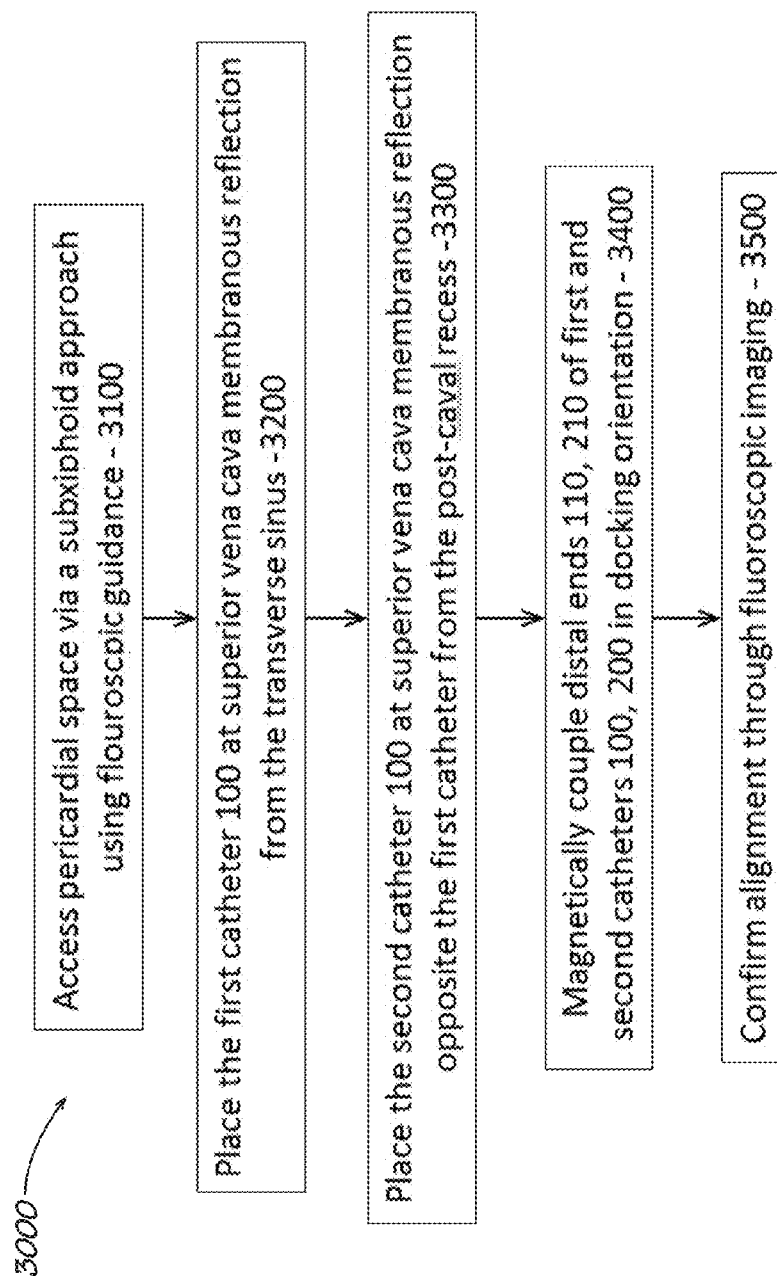 3000
Access pericardial space via a subxiphoid approach
using flouroscpic guidance - 3100
Place the first catheter 100 at superior vena cava membranous reflection
from the transverse sinus -3200
Place the second catheter 100 at superior vena cava membranous reflection
opposite the first catheter from the post-caval recess -3300
Magnetically couple distal ends 110, 210 of first and
second catheters 100, 200 in docking orientation - 3400
Confirm alignment through fluoroscopic imaging - 3500